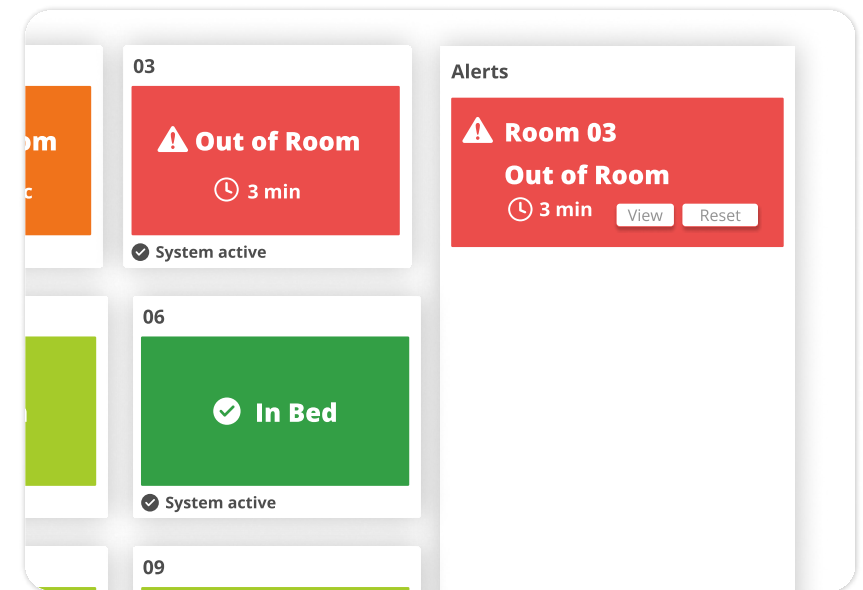 03
Out of Room
3 min
System active
06
In Bed
System active
09
Alerts
Room 03
Out of Room
3 min
View
Reset